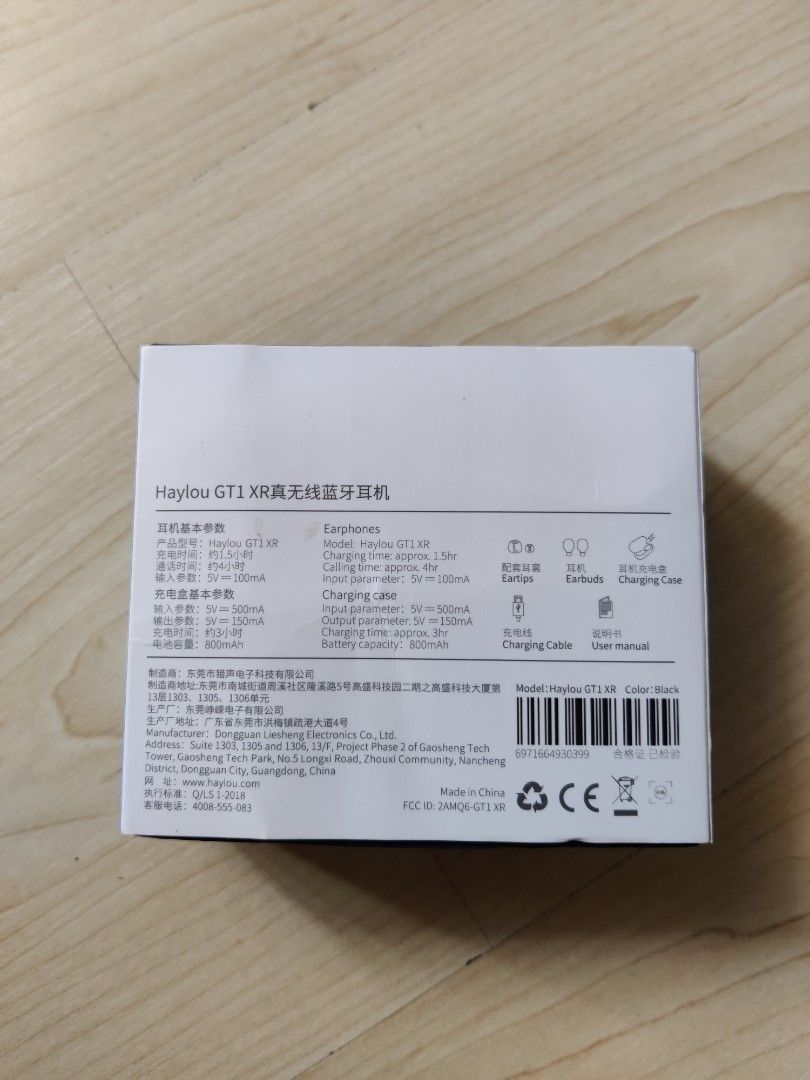 Haylou GT1 XR真无线蓝牙耳机
耳机基本参数
产品型号：Haylou GT1 XR
充电时间：约1.5小时
通话时间：约4小时
输入参数：5V⎓100mA
充电盒基本参数
输入参数：5V⎓500mA
输出参数：5V⎓150mA
充电时间：约3小时
电池容量：800mAh
Earphones
Model: Haylou GT1 XR
Charging time: approx. 1.5hr
Calling time: approx. 4hr
Input parameter: 5V⎓100mA
Charging case
Input parameter: 5V⎓500mA
Output parameter: 5V⎓150mA
Charging time: approx. 3hr
Battery capacity: 800mAh
配套耳套
Eartips
耳机
Earbuds
耳机充电盒
Charging Case
充电线
Charging Cable
说明书
User manual
制造商：东莞市猎声电子科技有限公司
制造商地址:东莞市南城街道周溪社区隆溪路5号高盛科技园二期之高盛科技大厦第
13层1303、1305、1306单元
生产厂：东莞峥嵘电子有限公司
生产厂地址：广东省东莞市洪梅镇疏港大道4号
Manufacturer: Dongguan Liesheng Electronics Co., Ltd.
Address: Suite 1303, 1305 and 1306, 13/F, Project Phase 2 of Gaosheng Tech
Tower, Gaosheng Tech Park, No.5 Longxi Road, Zhouxi Community, Nancheng
District, Dongguan City, Guangdong, China
网 址：www.haylou.com
执行标准：Q/LS 1-2018
客服电话：4008-555-083
Made in China
FCC ID: 2AMQ6-GT1 XR
Model:Haylou GT1 XR Color:Black
6971664930399 合格证 已检验
CE